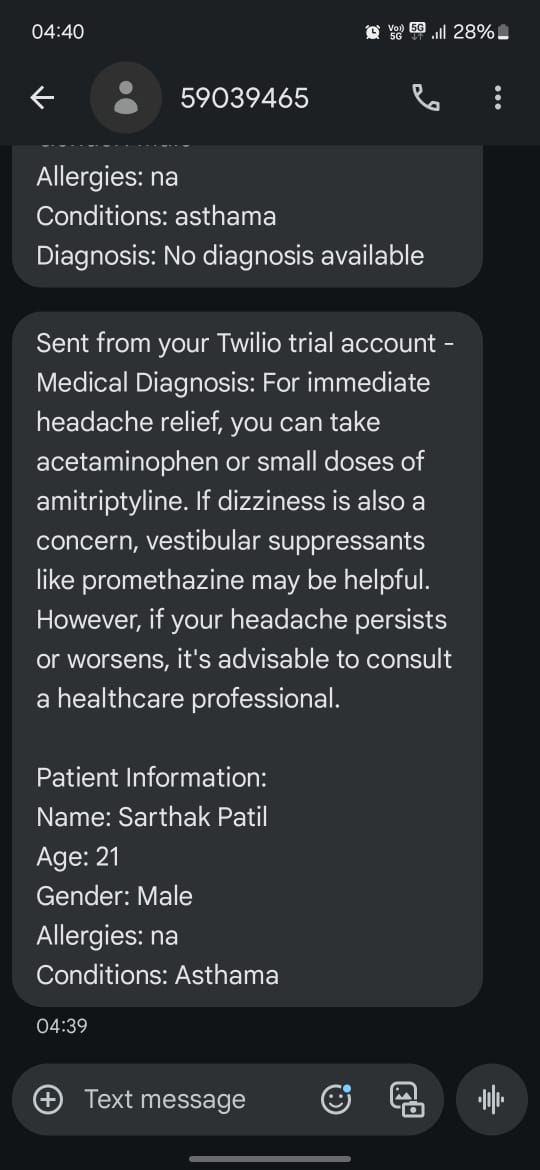 04:40
Vo)) 5G 5G 28%
59039465
Allergies: na
Conditions: asthama
Diagnosis: No diagnosis available
Sent from your Twilio trial account -
Medical Diagnosis: For immediate
headache relief, you can take
acetaminophen or small doses of
amitriptyline. If dizziness is also a
concern, vestibular suppressants
like promethazine may be helpful.
However, if your headache persists
or worsens, it's advisable to consult
a healthcare professional.
Patient Information:
Name: Sarthak Patil
Age: 21
Gender: Male
Allergies: na
Conditions: Asthama
04:39
Text message